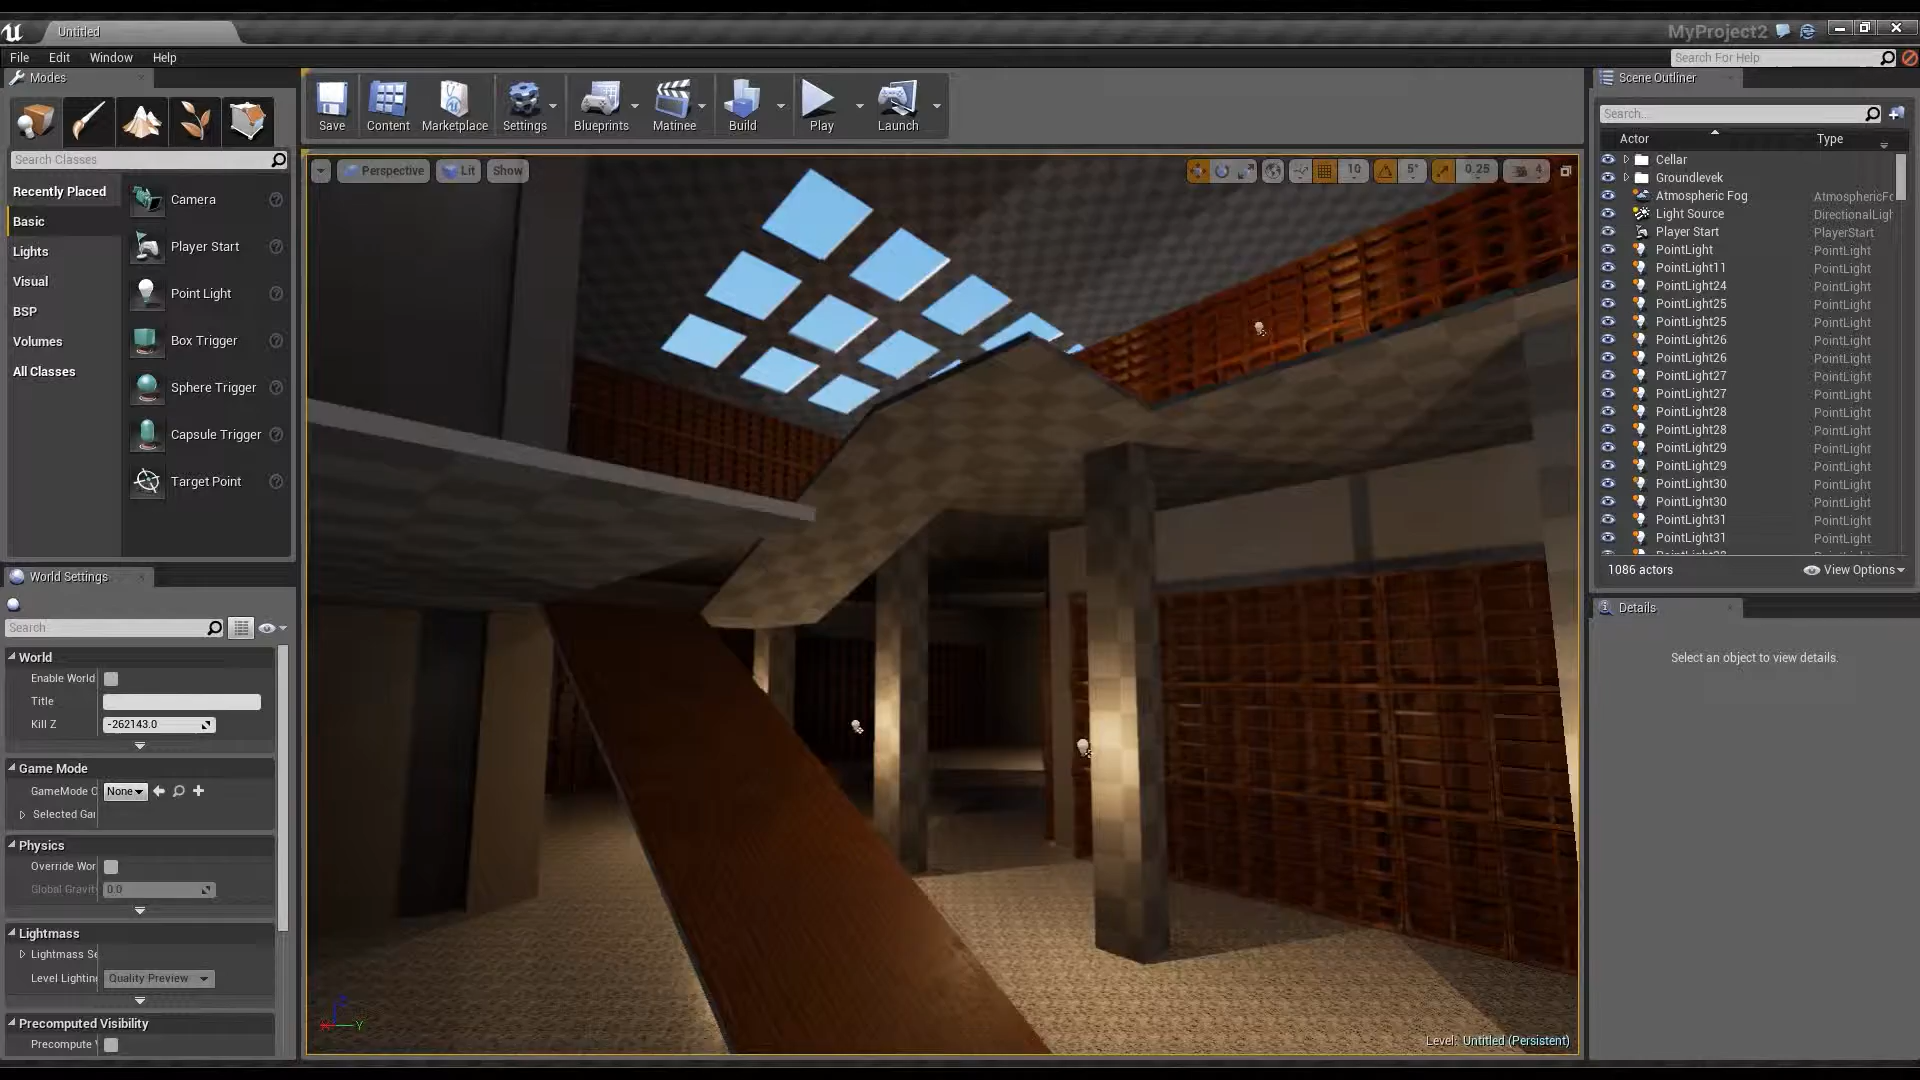 Untitled
MyProject2
File Edit Window Help
Search For Help
Modes
Save
Content
Marketplace
Settings
Blueprints
Matinee
Build
Play
Launch
Search Classes
Recently Placed
Basic
Lights
Visual
BSP
Volumes
All Classes
Camera
Player Start
Point Light
Box Trigger
Sphere Trigger
Capsule Trigger
Target Point
Perspective
Lit
Show
10
5°
0.25
4
Scene Outliner
Search...
Actor Type
Cellar
Groundlevek
Atmospheric Fog AtmosphericFo
Light Source DirectionalLigh
Player Start PlayerStart
PointLight PointLight
PointLight11 PointLight
PointLight24 PointLight
PointLight25 PointLight
PointLight25 PointLight
PointLight26 PointLight
PointLight26 PointLight
PointLight27 PointLight
PointLight27 PointLight
PointLight28 PointLight
PointLight28 PointLight
PointLight29 PointLight
PointLight29 PointLight
PointLight30 PointLight
PointLight30 PointLight
PointLight31 PointLight
PointLight31 PointLight
1086 actors
View Options
Details
Select an object to view details.
World Settings
Search
World
Enable World
Title
Kill Z -262143.0
Game Mode
GameMode O None
Selected Gar
Physics
Override Wor
Global Gravit 0.0
Lightmass
Lightmass Se
Level Lighting Quality Preview
Precomputed Visibility
Precompute V
X Y
Level: Untitled (Persistent)